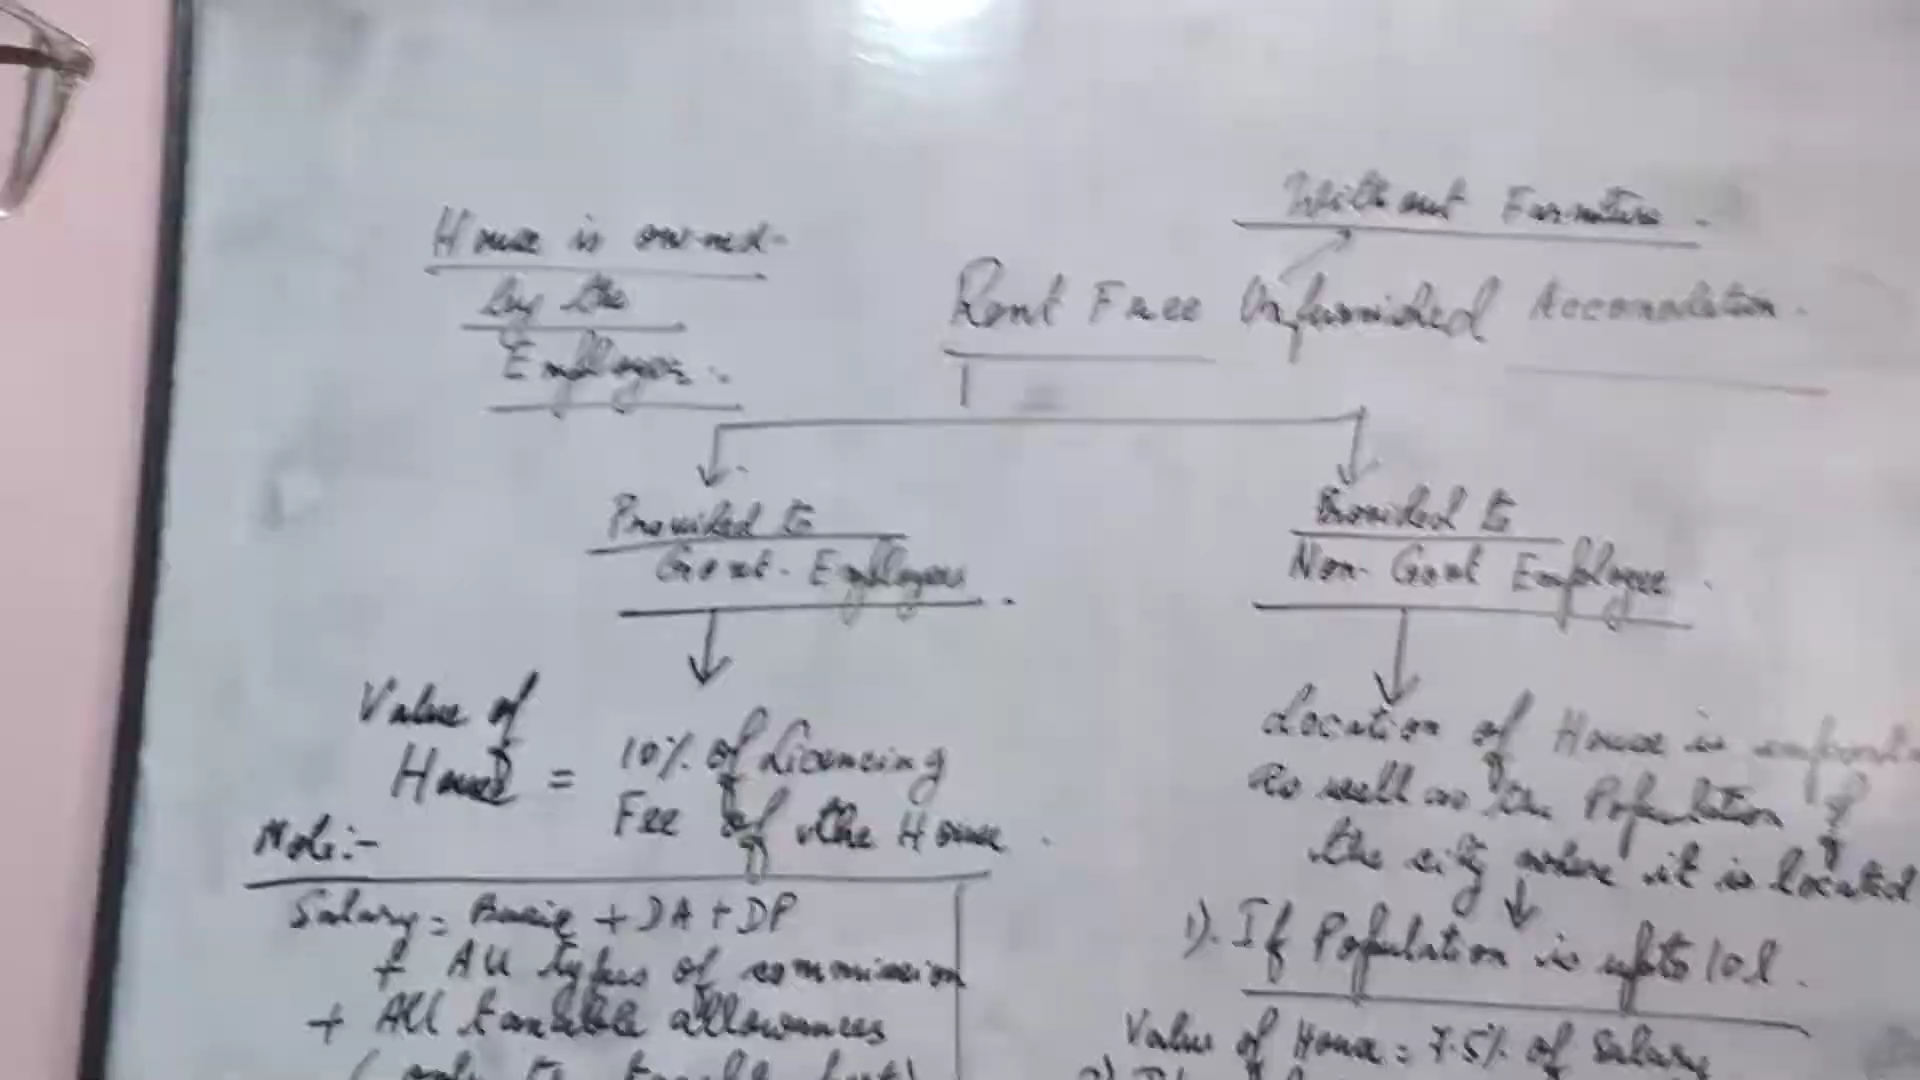 Without Furniture.
House is owned
by the
Employer.
Rent Free Unfurnished Accomodation.
Provided to
Govt. Employees.
Provided to
Non-Govt Employee.
Value of
House = 10% of Licencing
Fee of the House.
Location of House is
as well as the Population of
the city where it is located
Note:-
Salary = Basic + DA + DP
+ All types of commission
+ All taxable allowances
1). If Population is upto 10 l.
Value of House = 7.5% of Salary